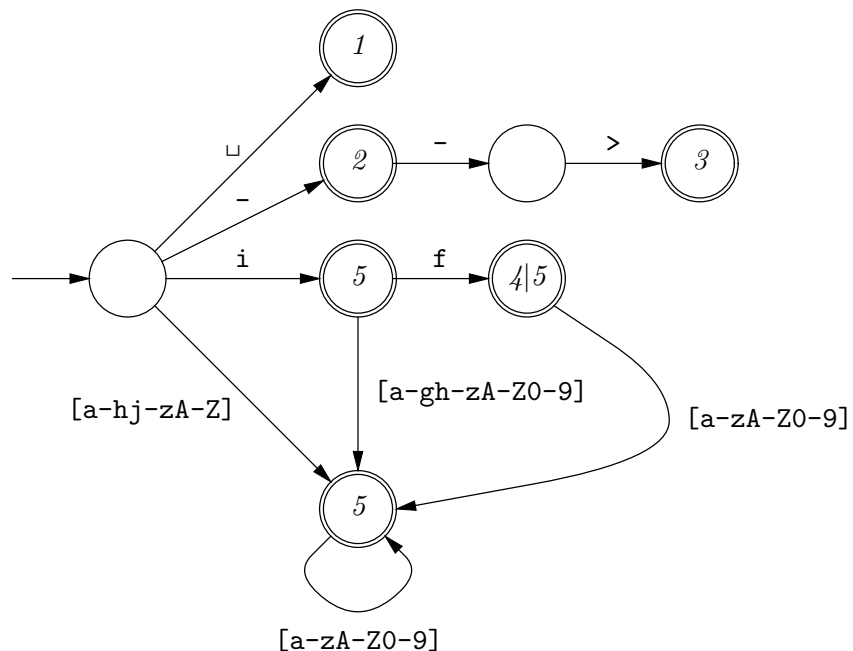 1
␣
- 2 - > 3
i 5 f 4|5
[a-hj-zA-Z]
[a-gh-zA-Z0-9]
[a-zA-Z0-9]
5
[a-zA-Z0-9]